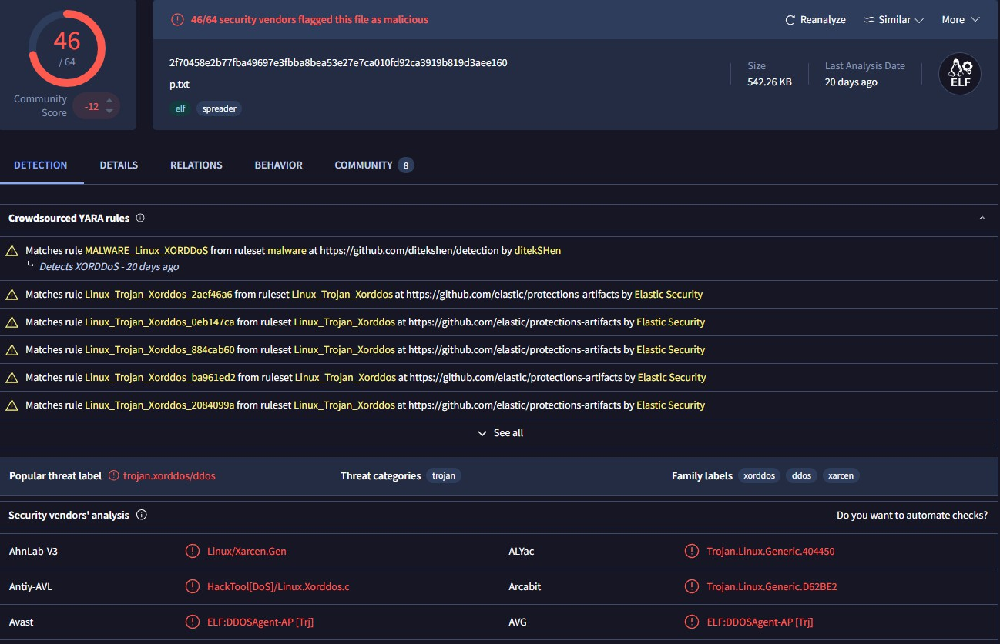 46
/ 64
Community Score
-12
46/64 security vendors flagged this file as malicious
Reanalyze
Similar
More
2f70458e2b77fba49697e3fbba8bea53e27e7ca010fd92ca3919b819d3aee160
p.txt
elf
spreader
Size
542.26 KB
Last Analysis Date
20 days ago
ELF
DETECTION
DETAILS
RELATIONS
BEHAVIOR
COMMUNITY
8
Crowdsourced YARA rules
Matches rule MALWARE_Linux_XORDDoS from ruleset malware at https://github.com/ditekshen/detection by ditekSHen
Detects XORDDoS - 20 days ago
Matches rule Linux_Trojan_Xorddos_2aef46a6 from ruleset Linux_Trojan_Xorddos at https://github.com/elastic/protections-artifacts by Elastic Security
Matches rule Linux_Trojan_Xorddos_0eb147ca from ruleset Linux_Trojan_Xorddos at https://github.com/elastic/protections-artifacts by Elastic Security
Matches rule Linux_Trojan_Xorddos_884cab60 from ruleset Linux_Trojan_Xorddos at https://github.com/elastic/protections-artifacts by Elastic Security
Matches rule Linux_Trojan_Xorddos_ba961ed2 from ruleset Linux_Trojan_Xorddos at https://github.com/elastic/protections-artifacts by Elastic Security
Matches rule Linux_Trojan_Xorddos_2084099a from ruleset Linux_Trojan_Xorddos at https://github.com/elastic/protections-artifacts by Elastic Security
See all
Popular threat label trojan.xorddos/ddos
Threat categories trojan
Family labels xorddos ddos xarcen
Security vendors' analysis
Do you want to automate checks?
AhnLab-V3 Linux/Xarcen.Gen
ALYac Trojan.Linux.Generic.404450
Antiy-AVL HackTool[DoS]/Linux.Xorddos.c
Arcabit Trojan.Linux.Generic.D62BE2
Avast ELF:DDOSAgent-AP [Trj]
AVG ELF:DDOSAgent-AP [Trj]